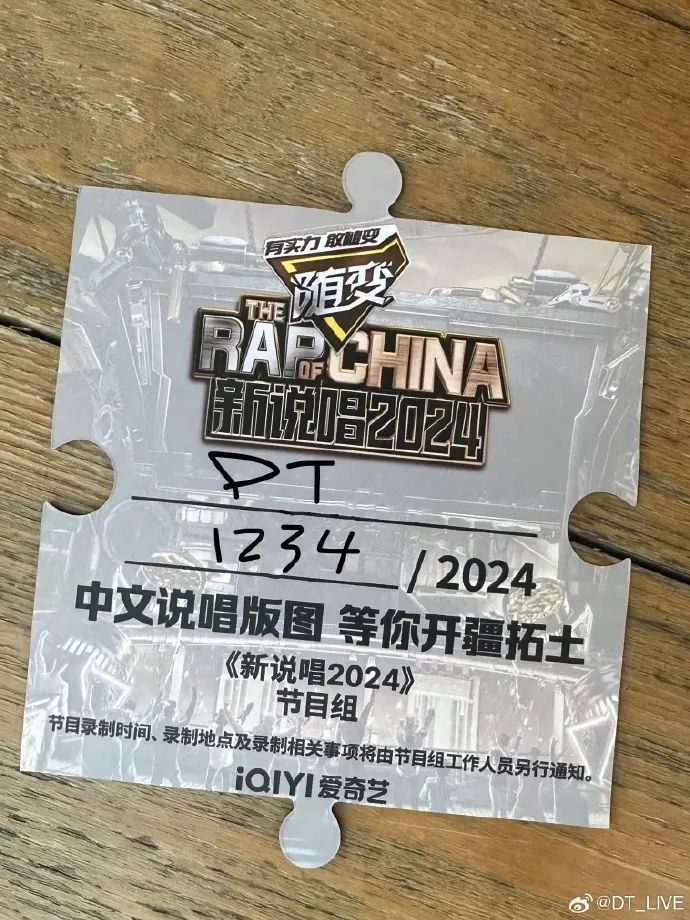 有实力 敢随变
随变
THE
RAP OF CHINA
新说唱2024
DT
1234 / 2024
中文说唱版图 等你开疆拓土
《新说唱2024》
节目组
节目录制时间、录制地点及录制相关事项将由节目组工作人员另行通知。
iQIYI 爱奇艺
@DT_LIVE